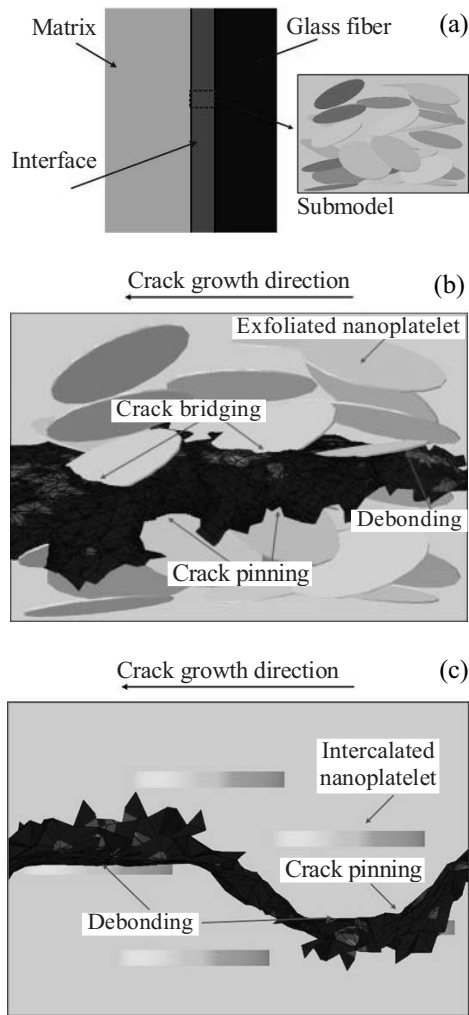 (a)
Matrix
Glass fiber
Interface
Submodel
Crack growth direction
(b)
Exfoliated nanoplatelet
Crack bridging
Debonding
Crack pinning
Crack growth direction
(c)
Intercalated
nanoplatelet
Crack pinning
Debonding